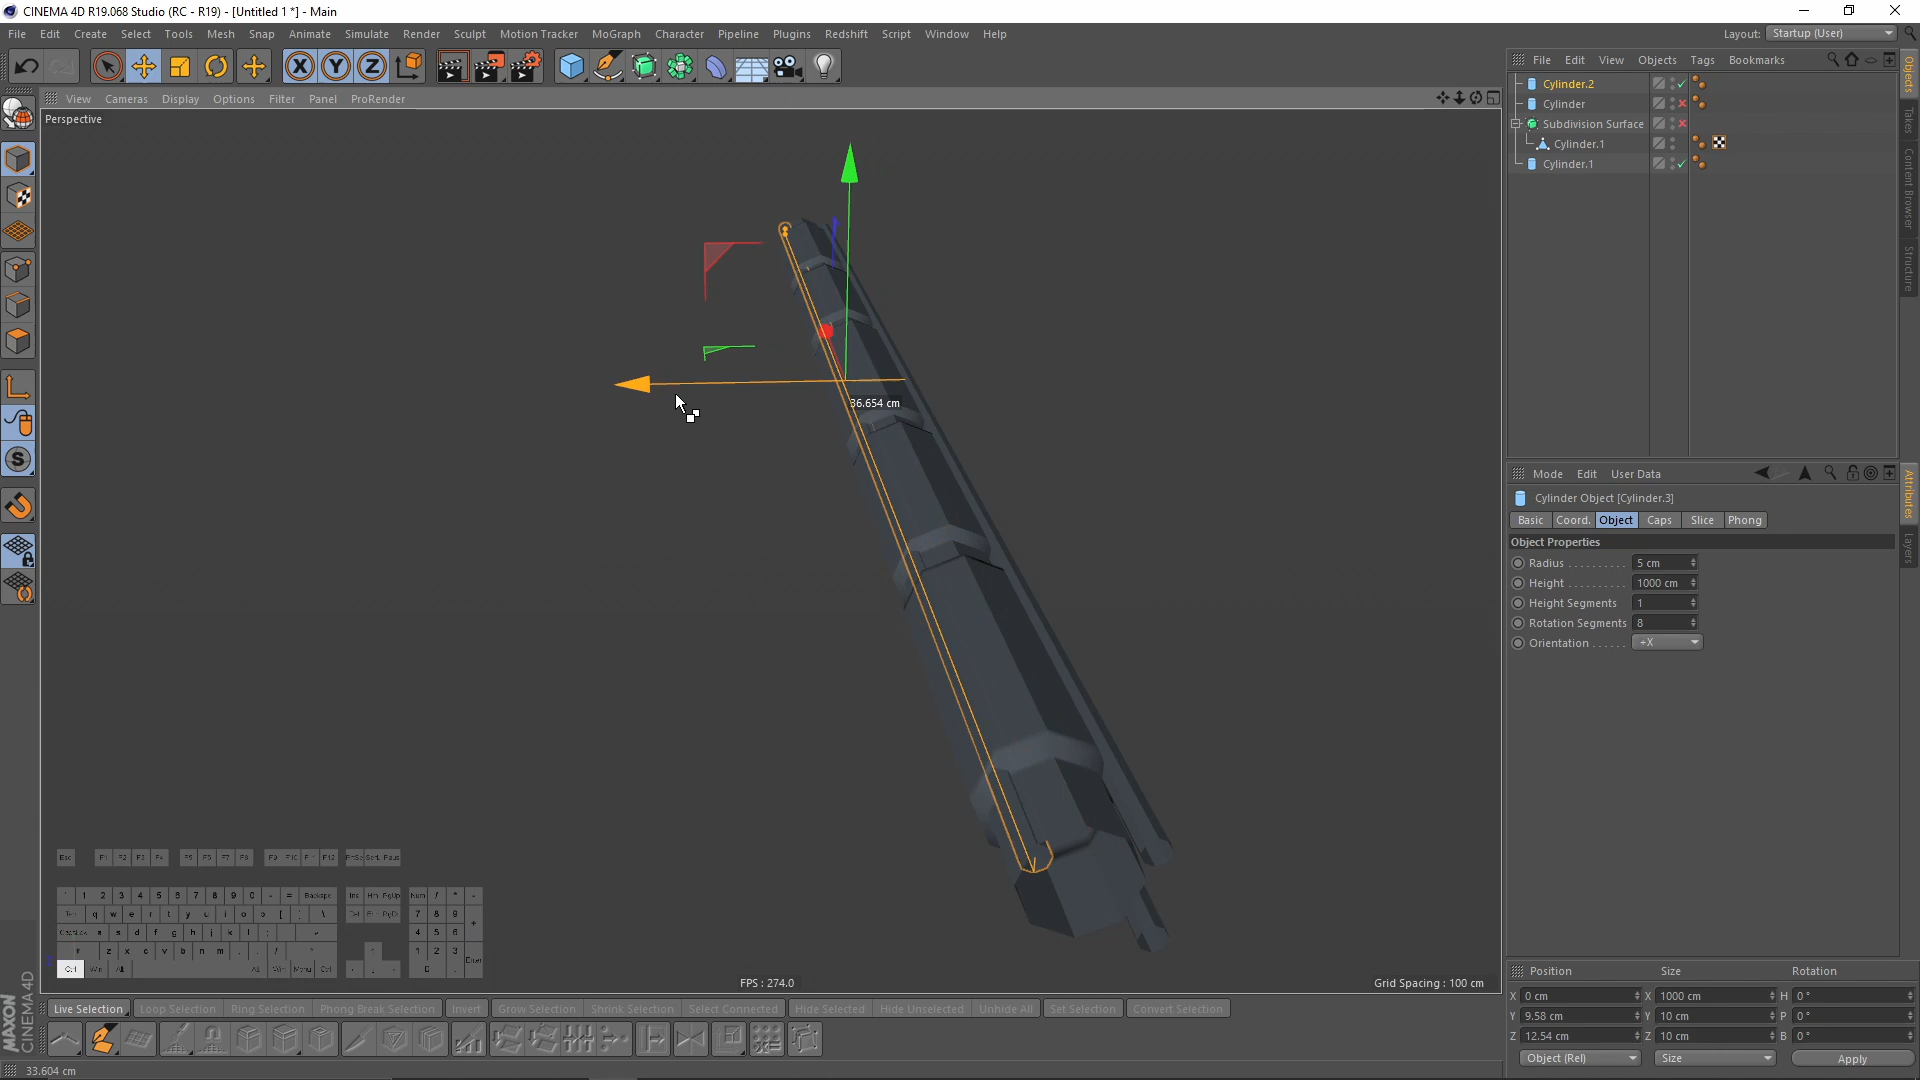 CINEMA 4D R19.068 Studio (RC - R19) - [Untitled 1 *] - Main
File Edit Create Select Tools Mesh Snap Animate Simulate Render Sculpt Motion Tracker MoGraph Character Pipeline Plugins Redshift Script Window Help
Layout: Startup (User)
View Cameras Display Options Filter Panel ProRender
Perspective
36.654 cm
FPS : 274.0
Grid Spacing : 100 cm
File Edit View Objects Tags Bookmarks
Cylinder.2
Cylinder
Subdivision Surface
Cylinder.1
Cylinder.1
Objects
Takes
Content Browser
Structure
Mode Edit User Data
Cylinder Object [Cylinder.3]
Basic Coord. Object Caps Slice Phong
Object Properties
Radius . . . . . . . . . . 5 cm
Height . . . . . . . . . . 1000 cm
Height Segments 1
Rotation Segments 8
Orientation . . . . . . +X
Attributes
Layers
Position Size Rotation
X 0 cm X 1000 cm H 0 °
Y 9.58 cm Y 10 cm P 0 °
Z 12.54 cm Z 10 cm B 0 °
Object (Rel) Size Apply
Live Selection Loop Selection Ring Selection Phong Break Selection Invert Grow Selection Shrink Selection Select Connected Hide Selected Hide Unselected Unhide All Set Selection Convert Selection
MAXON
CINEMA 4D
33.604 cm